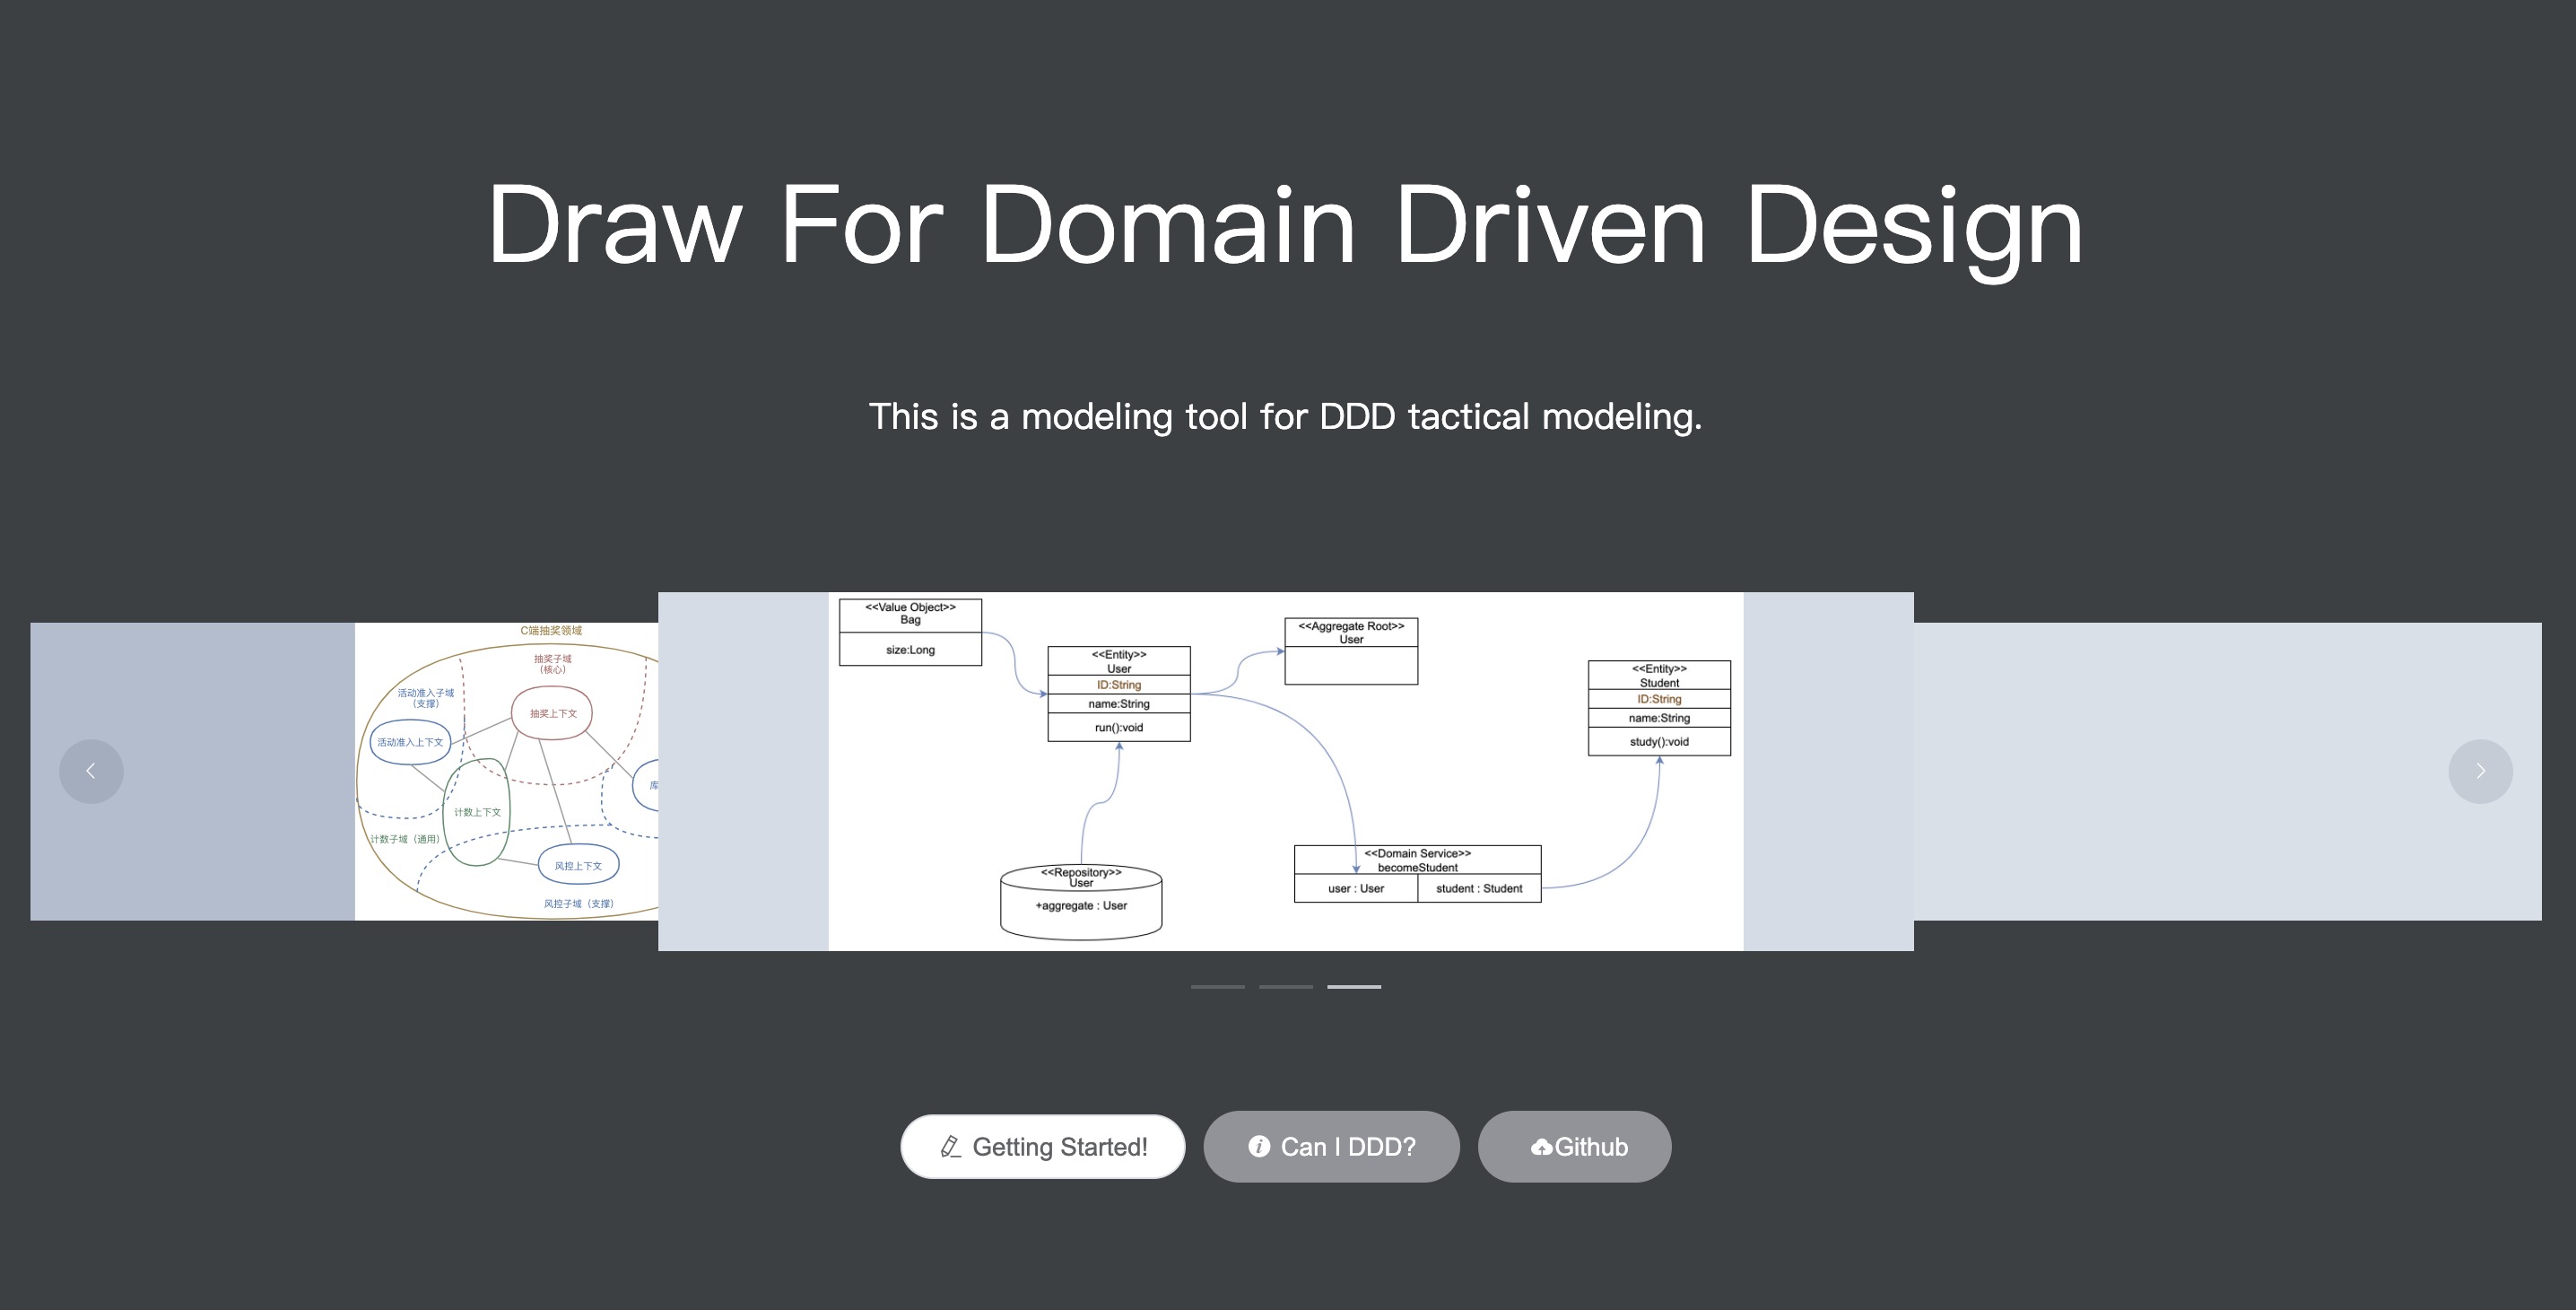 Draw For Domain Driven Design
This is a modeling tool for DDD tactical modeling.
C端抽奖领域
抽奖子域
(核心)
活动准入子域
(支撑)
抽奖上下文
活动准入上下文
库
计数上下文
计数子域（通用）
风控上下文
风控子域（支撑）
<<Value Object>>
Bag
size:Long
<<Entity>>
User
ID:String
name:String
run():void
<<Aggregate Root>>
User
<<Entity>>
Student
ID:String
name:String
study():void
<<Repository>>
User
+aggregate : User
<<Domain Service>>
becomeStudent
user : User
student : Student
Getting Started!
Can I DDD?
Github